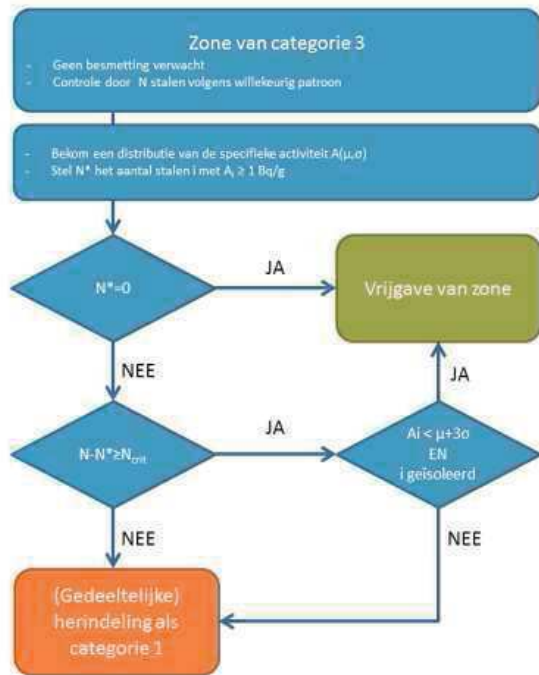 Zone van categorie 3
- Geen besmetting verwacht
- Controle door N stalen volgens willekeurig patroon
- Bekom een distributie van de specifieke activiteit A(μ,σ)
- Stel N* het aantal stalen i met Aᵢ ≥ 1 Bq/g
N*=0
JA
Vrijgave van zone
NEE
JA
N-N*≥Ncrit
JA
Ai < μ+3σ
EN
i geïsoleerd
NEE
NEE
(Gedeeltelijke)
herindeling als
categorie 1